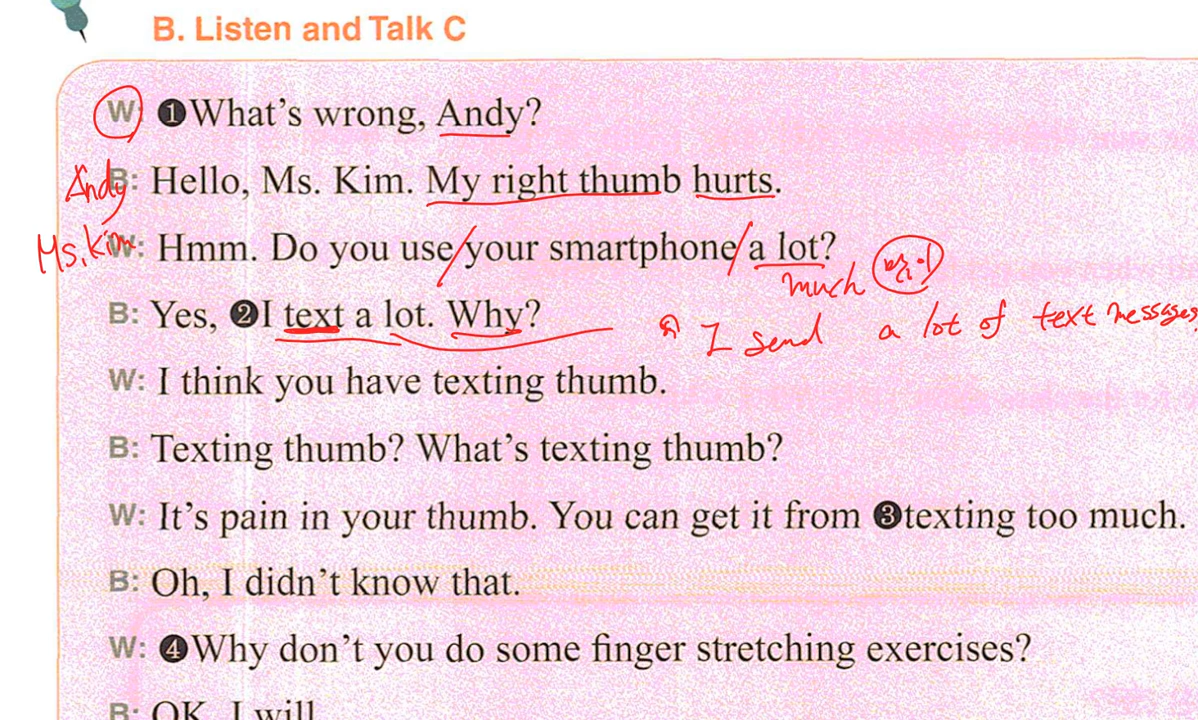 B. Listen and Talk C
W: ❶What's wrong, Andy?
Andy B: Hello, Ms. Kim. My right thumb hurts.
Ms. Kim W: Hmm. Do you use/your smartphone/a lot?
much
B: Yes, ❷I text a lot. Why?
I send a lot of text messages
W: I think you have texting thumb.
B: Texting thumb? What's texting thumb?
W: It's pain in your thumb. You can get it from ❸texting too much.
B: Oh, I didn't know that.
W: ❹Why don't you do some finger stretching exercises?
B: OK, I will.